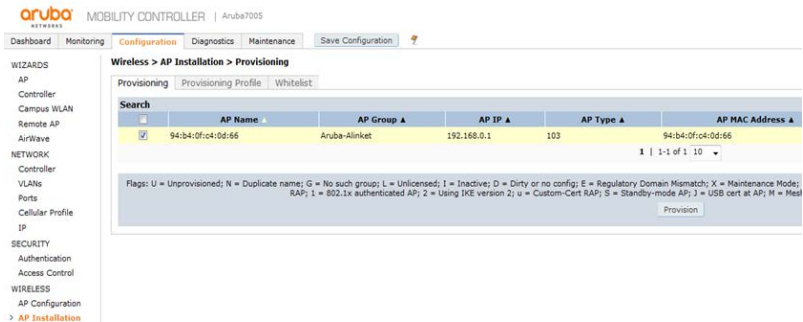 aruba NETWORKS MOBILITY CONTROLLER | Aruba7005
Dashboard Monitoring Configuration Diagnostics Maintenance Save Configuration
WIZARDS
AP
Controller
Campus WLAN
Remote AP
AirWave
NETWORK
Controller
VLANs
Ports
Cellular Profile
IP
SECURITY
Authentication
Access Control
WIRELESS
AP Configuration
> AP Installation
Wireless > AP Installation > Provisioning
Provisioning Provisioning Profile Whitelist
Search
AP Name ▲ AP Group ▲ AP IP ▲ AP Type ▲ AP MAC Address ▲
94:b4:0f:c4:0d:66 Aruba-Alinket 192.168.0.1 103 94:b4:0f:c4:0d:66
1 | 1-1 of 1 10
Flags: U = Unprovisioned; N = Duplicate name; G = No such group; L = Unlicensed; I = Inactive; D = Dirty or no config; E = Regulatory Domain Mismatch; X = Maintenance Mode;
RAP; 1 = 802.1x authenticated AP; 2 = Using IKE version 2; u = Custom-Cert RAP; S = Standby-mode AP; J = USB cert at AP; M = Mesh
Provision